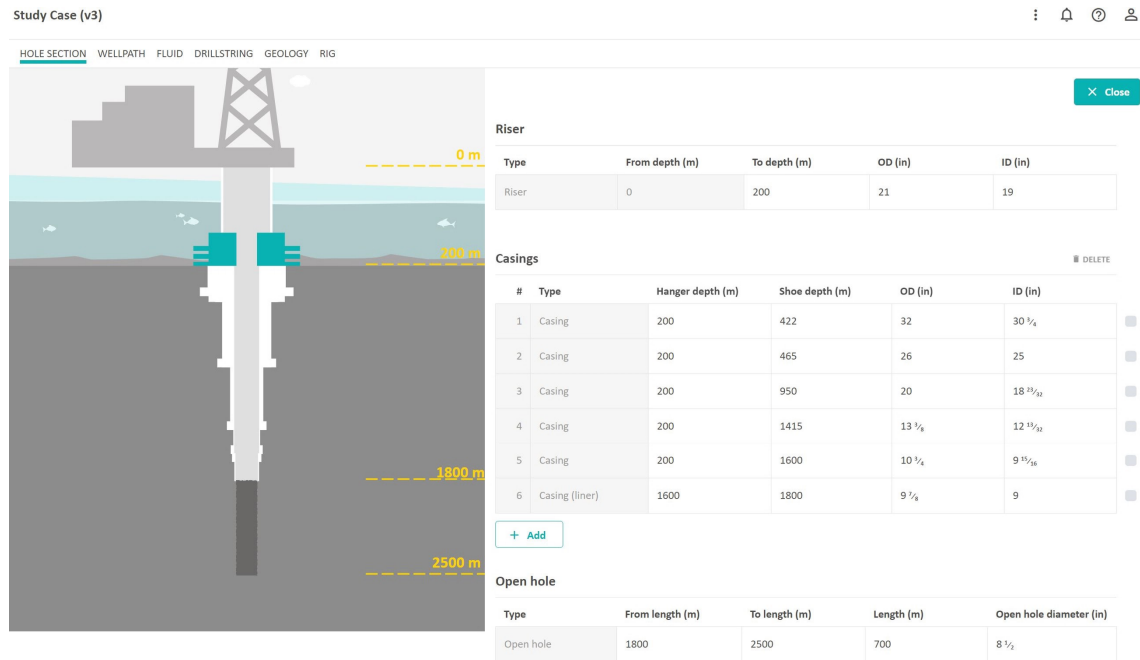 Study Case (v3)
HOLE SECTION WELLPATH FLUID DRILLSTRING GEOLOGY RIG
× Close
0 m
200 m
1800 m
2500 m
Riser
Type From depth (m) To depth (m) OD (in) ID (in)
Riser 0 200 21 19
Casings DELETE
# Type Hanger depth (m) Shoe depth (m) OD (in) ID (in)
1 Casing 200 422 32 30 3/4
2 Casing 200 465 26 25
3 Casing 200 950 20 18 23/32
4 Casing 200 1415 13 3/8 12 13/32
5 Casing 200 1600 10 3/4 9 15/16
6 Casing (liner) 1600 1800 9 7/8 9
+ Add
Open hole
Type From length (m) To length (m) Length (m) Open hole diameter (in)
Open hole 1800 2500 700 8 1/2